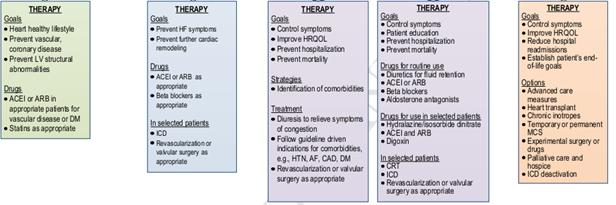 THERAPY
Goals
• Heart healthy lifestyle
• Prevent vascular,
coronary disease
• Prevent LV structural
abnormalities
Drugs
• ACEI or ARB in
appropriate patients for
vascular disease or DM
• Statins as appropriate
THERAPY
Goals
• Prevent HF symptoms
• Prevent further cardiac
remodeling
Drugs
• ACEI or ARB as
appropriate
• Beta blockers as
appropriate
In selected patients
• ICD
• Revascularization or
valvular surgery as
appropriate
THERAPY
Goals
• Control symptoms
• Improve HRQOL
• Prevent hospitalization
• Prevent mortality
Strategies
• Identification of comorbidities
Treatment
• Diuresis to relieve symptoms
of congestion
• Follow guideline driven
indications for comorbidities,
e.g., HTN, AF, CAD, DM
• Revascularization or valvular
surgery as appropriate
THERAPY
Goals
• Control symptoms
• Patient education
• Prevent hospitalization
• Prevent mortality
Drugs for routine use
• Diuretics for fluid retention
• ACEI or ARB
• Beta blockers
• Aldosterone antagonists
Drugs for use in selected patients
• Hydralazine/isosorbide dinitrate
• ACEI and ARB
• Digoxin
In selected patients
• CRT
• ICD
• Revascularization or valvular
surgery as appropriate
THERAPY
Goals
• Control symptoms
• Improve HRQOL
• Reduce hospital
readmissions
• Establish patient's end-
of-life goals
Options
• Advanced care
measures
• Heart transplant
• Chronic inotropes
• Temporary or permanent
MCS
• Experimental surgery or
drugs
• Palliative care and
hospice
• ICD deactivation